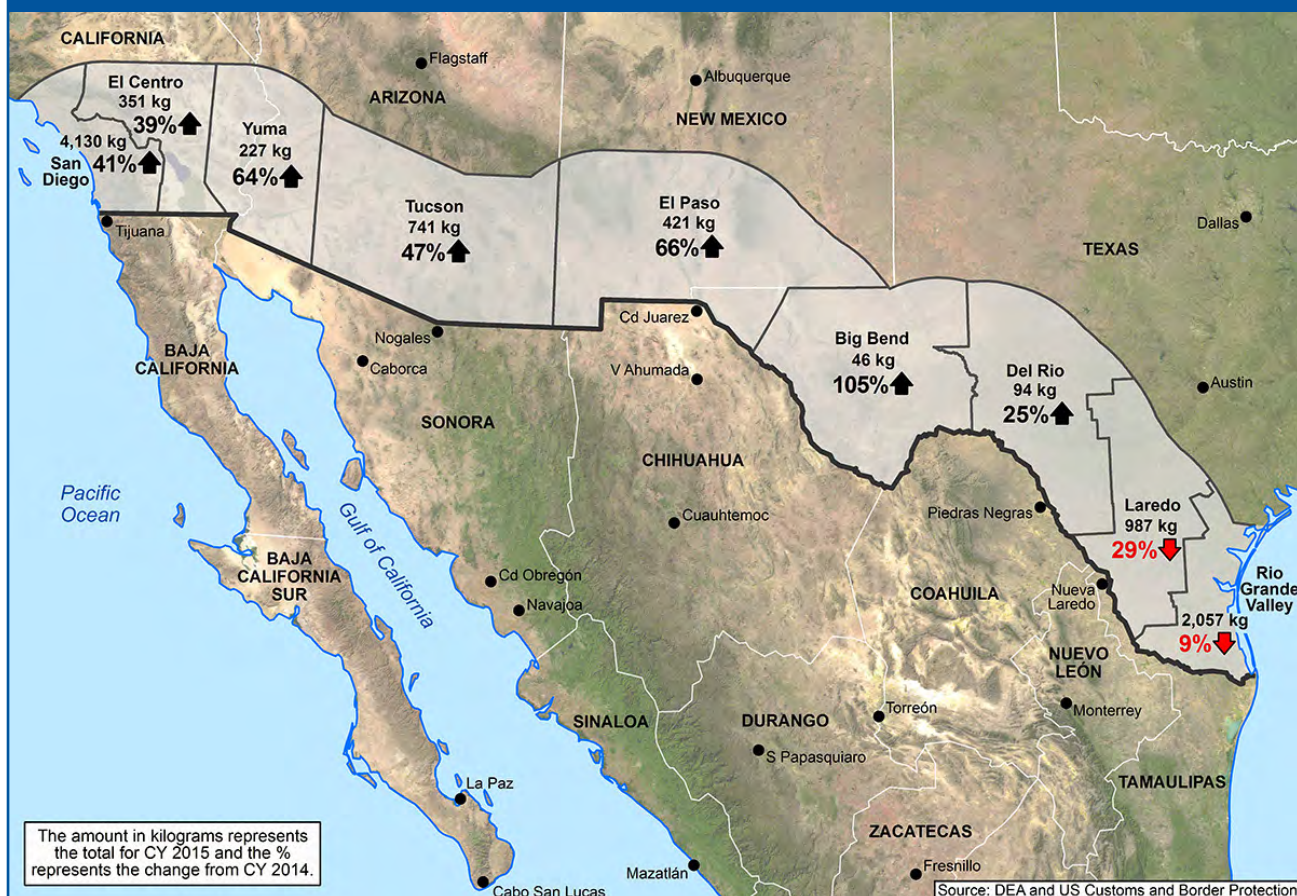 CALIFORNIA
Flagstaff
Albuquerque
ARIZONA
NEW MEXICO
El Centro
351 kg
39%
Yuma
227 kg
64%
4,130 kg
41%
San
Diego
Tijuana
Tucson
741 kg
47%
El Paso
421 kg
66%
Dallas
TEXAS
Austin
Big Bend
46 kg
105%
Del Rio
94 kg
25%
Laredo
987 kg
29%
Rio
Grande
Valley
2,057 kg
9%
Cd Juarez
V Ahumada
Nogales
Caborca
BAJA
CALIFORNIA
SONORA
CHIHUAHUA
Cuauhtemoc
Piedras Negras
Pacific
Ocean
Gulf of California
BAJA
CALIFORNIA
SUR
Cd Obregón
Navajoa
COAHUILA
Nueva
Laredo
NUEVO
LEÓN
Monterrey
SINALOA
DURANGO
Torreón
S Papasquiaro
TAMAULIPAS
La Paz
ZACATECAS
Mazatlán
Fresnillo
Cabo San Lucas
The amount in kilograms represents
the total for CY 2015 and the %
represents the change from CY 2014.
Source: DEA and US Customs and Border Protection